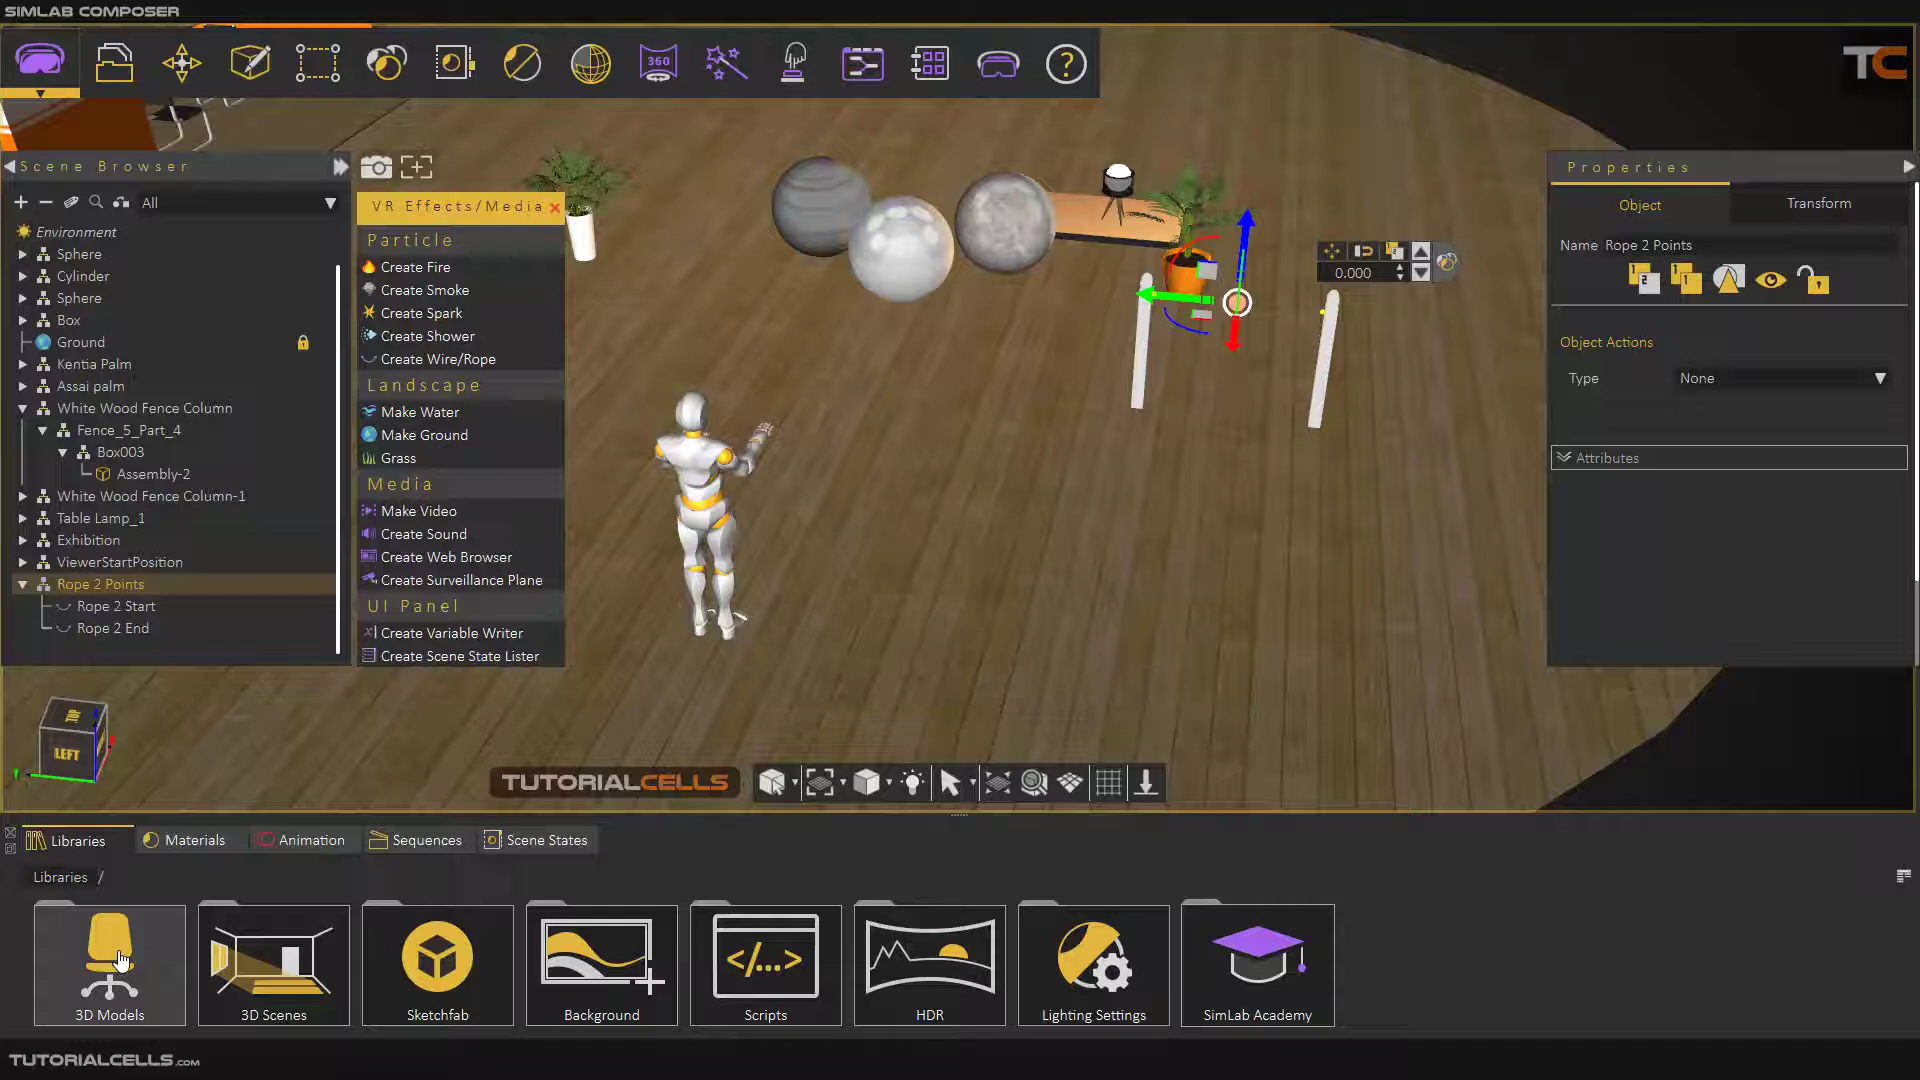 SIMLAB COMPOSER
TC
360
?
Scene Browser
All
Environment
Sphere
Cylinder
Sphere
Box
Ground
Kentia Palm
Assai palm
White Wood Fence Column
Fence_5_Part_4
Box003
Assembly-2
White Wood Fence Column-1
Table Lamp_1
Exhibition
ViewerStartPosition
Rope 2 Points
Rope 2 Start
Rope 2 End
VR Effects/Media
Particle
Create Fire
Create Smoke
Create Spark
Create Shower
Create Wire/Rope
Landscape
Make Water
Make Ground
Grass
Media
Make Video
Create Sound
Create Web Browser
Create Surveillance Plane
UI Panel
Create Variable Writer
Create Scene State Lister
0.000
Properties
Object Transform
Name Rope 2 Points
Object Actions
Type None
Attributes
TOP
LEFT
TUTORIALCELLS
Libraries Materials Animation Sequences Scene States
Libraries /
</...>
3D Models 3D Scenes Sketchfab Background Scripts HDR Lighting Settings SimLab Academy
TUTORIALCELLS.com